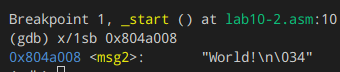 Breakpoint 1, _start () at lab10-2.asm:10
(gdb) x/1sb 0x804a008
0x804a008 <msg2>:        "World!\n\034"